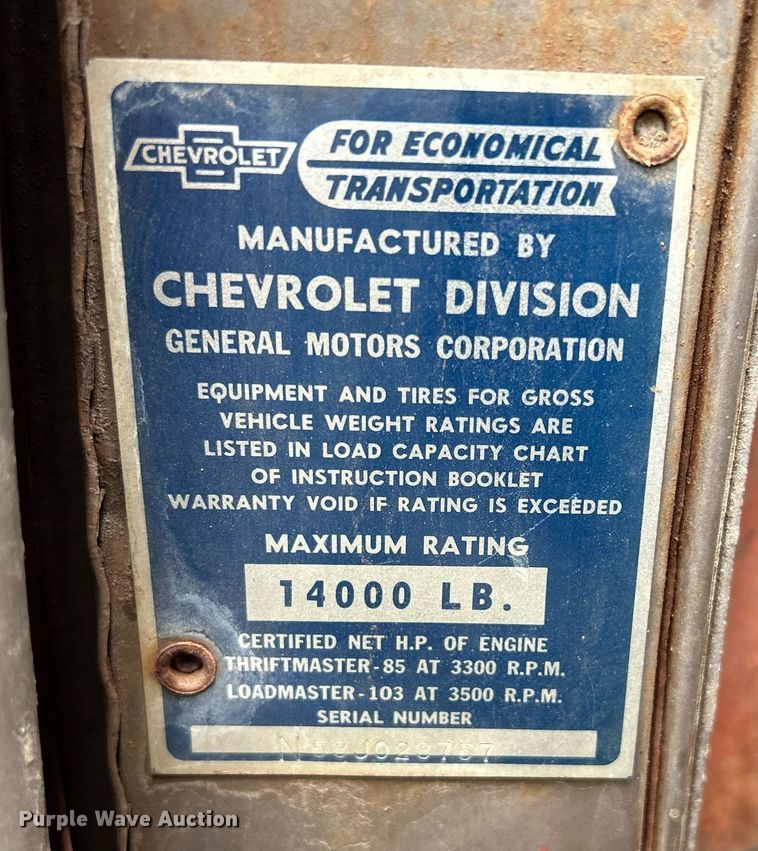 CHEVROLET
FOR ECONOMICAL
TRANSPORTATION
MANUFACTURED BY
CHEVROLET DIVISION
GENERAL MOTORS CORPORATION
EQUIPMENT AND TIRES FOR GROSS
VEHICLE WEIGHT RATINGS ARE
LISTED IN LOAD CAPACITY CHART
OF INSTRUCTION BOOKLET
WARRANTY VOID IF RATING IS EXCEEDED
MAXIMUM RATING
14000 LB.
CERTIFIED NET H.P. OF ENGINE
THRIFTMASTER-85 AT 3300 R.P.M.
LOADMASTER-103 AT 3500 R.P.M.
SERIAL NUMBER
N 53J023757
Purple Wave Auction